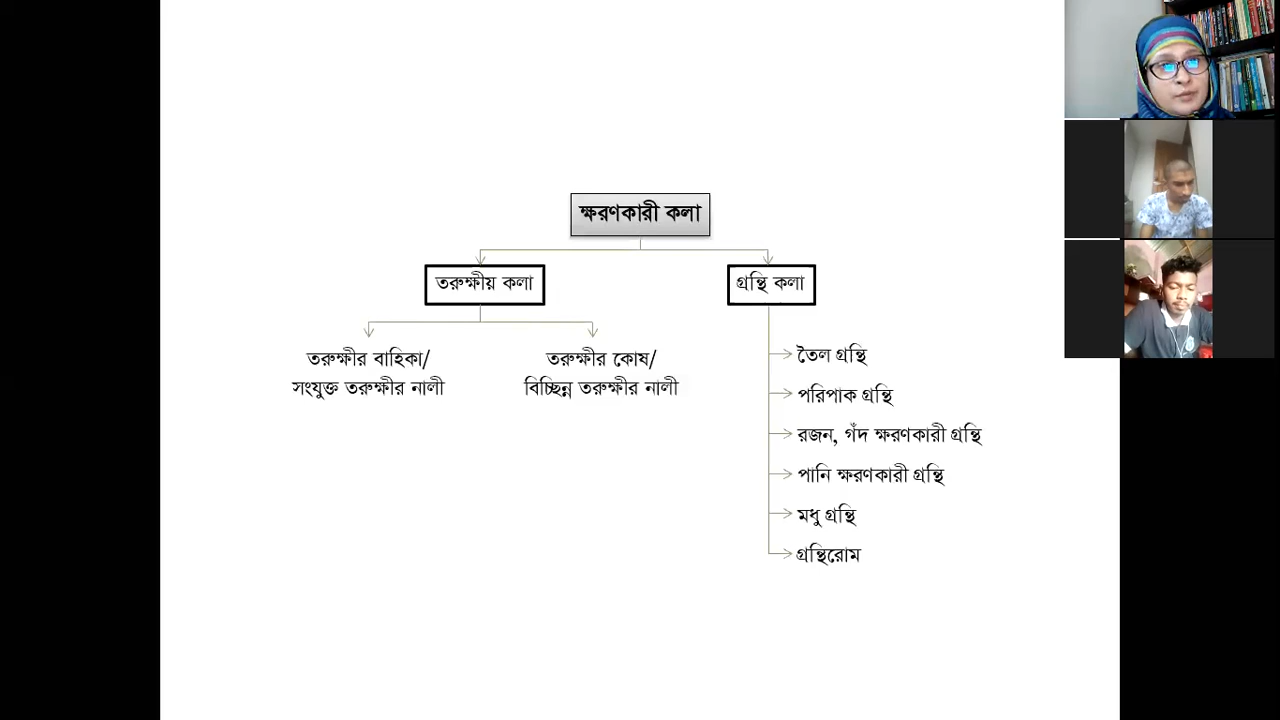 ক্ষরণকারী কলা
তরুক্ষীয় কলা
গ্রন্থি কলা
তরুক্ষীর বাহিকা/
সংযুক্ত তরুক্ষীর নালী
তরুক্ষীর কোষ/
বিচ্ছিন্ন তরুক্ষীর নালী
তৈল গ্রন্থি
পরিপাক গ্রন্থি
রজন, গঁদ ক্ষরণকারী গ্রন্থি
পানি ক্ষরণকারী গ্রন্থি
মধু গ্রন্থি
গ্রন্থিরোম